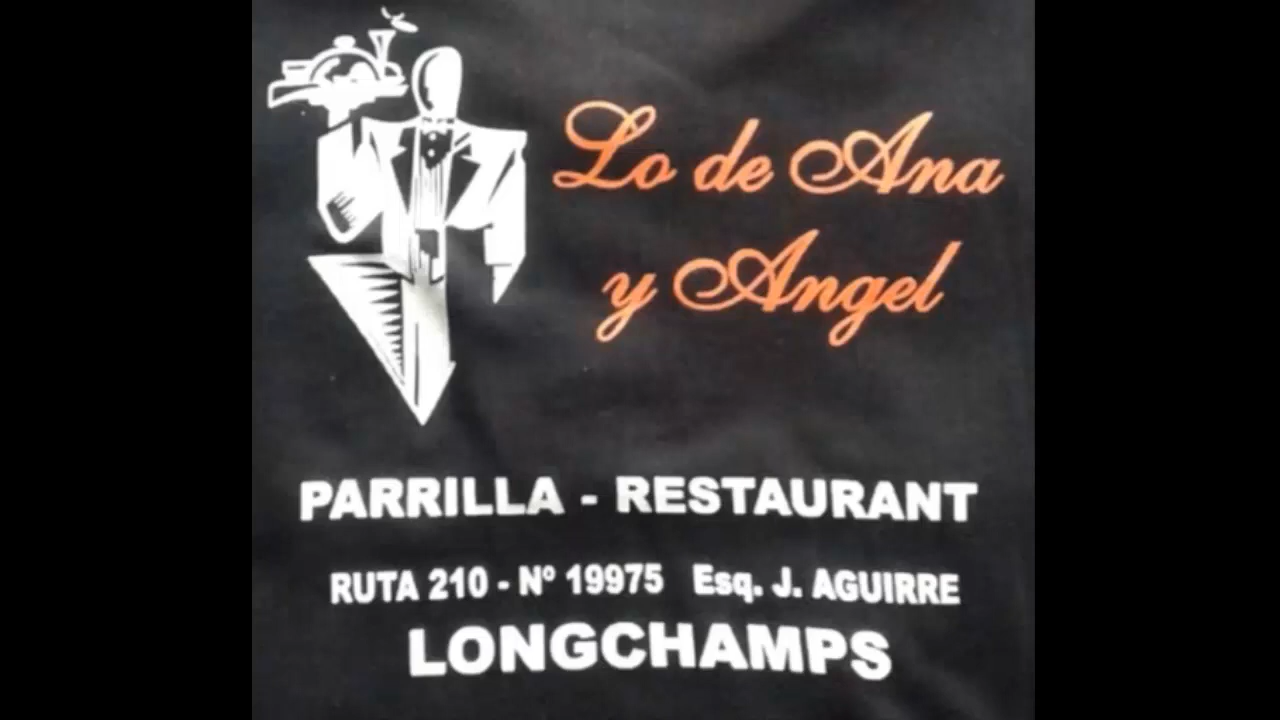 Lo de Ana
y Angel
PARRILLA - RESTAURANT
RUTA 210 - Nº 19975 Esq. J. AGUIRRE
LONGCHAMPS